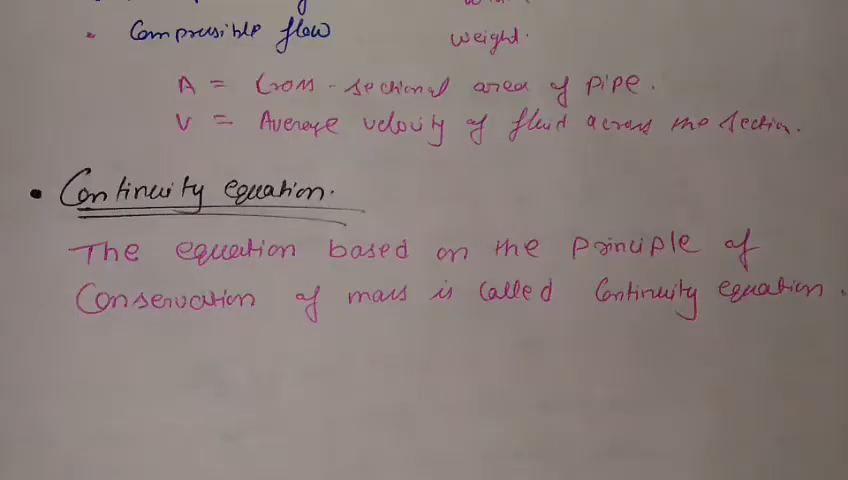 • Compressible flow weight.
A = Cross-sectional area of pipe.
V = Average velocity of fluid across the section.
• Continuity equation.
The equation based on the principle of
Conservation of mass is called Continuity equation.